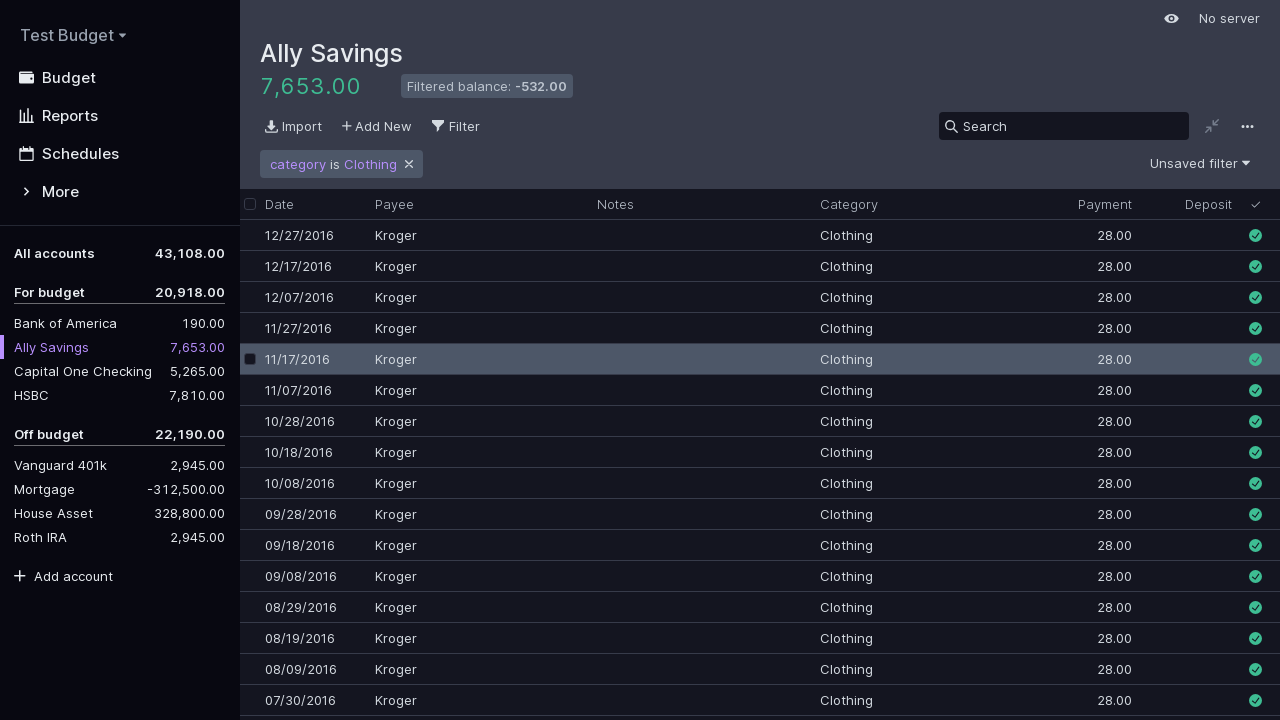 Test Budget
Budget
Reports
Schedules
More
All accounts 43,108.00
For budget 20,918.00
Bank of America 190.00
Ally Savings 7,653.00
Capital One Checking 5,265.00
HSBC 7,810.00
Off budget 22,190.00
Vanguard 401k 2,945.00
Mortgage -312,500.00
House Asset 328,800.00
Roth IRA 2,945.00
Add account
No server
Ally Savings
7,653.00 Filtered balance: -532.00
Import Add New Filter Search
category is Clothing Unsaved filter
Date Payee Notes Category Payment Deposit
12/27/2016 Kroger Clothing 28.00
12/17/2016 Kroger Clothing 28.00
12/07/2016 Kroger Clothing 28.00
11/27/2016 Kroger Clothing 28.00
11/17/2016 Kroger Clothing 28.00
11/07/2016 Kroger Clothing 28.00
10/28/2016 Kroger Clothing 28.00
10/18/2016 Kroger Clothing 28.00
10/08/2016 Kroger Clothing 28.00
09/28/2016 Kroger Clothing 28.00
09/18/2016 Kroger Clothing 28.00
09/08/2016 Kroger Clothing 28.00
08/29/2016 Kroger Clothing 28.00
08/19/2016 Kroger Clothing 28.00
08/09/2016 Kroger Clothing 28.00
07/30/2016 Kroger Clothing 28.00